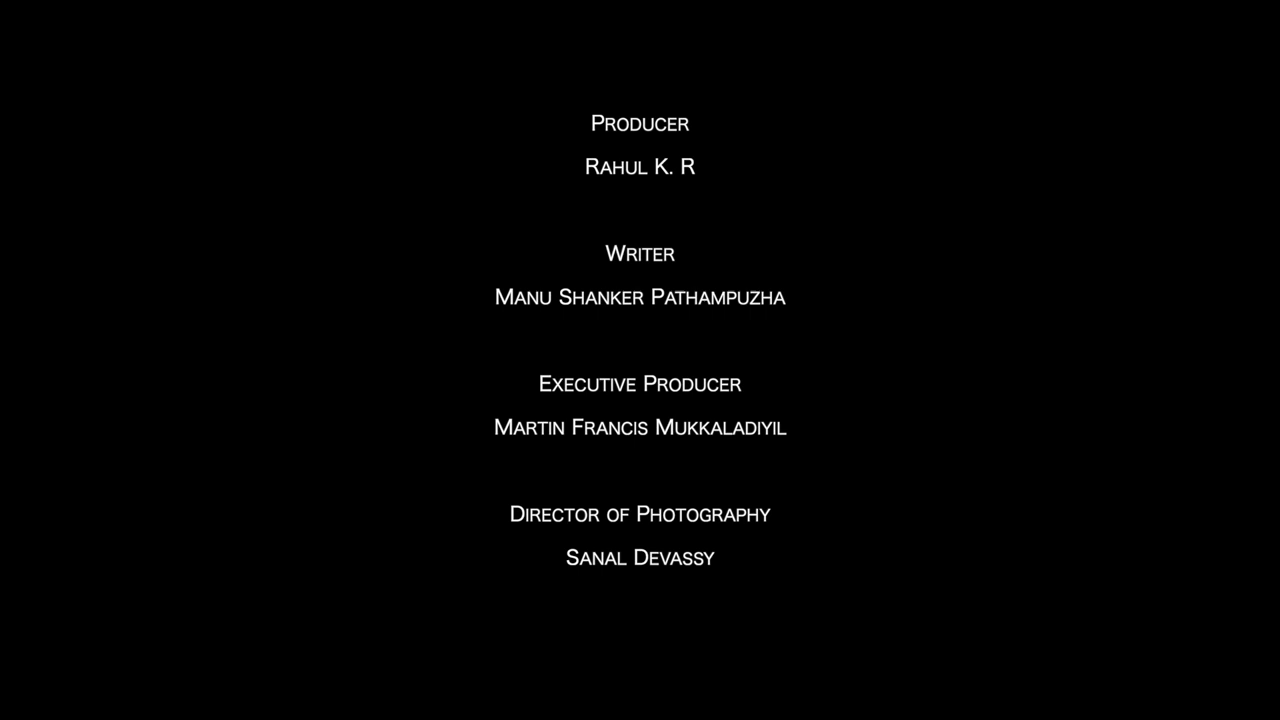 Producer
Rahul K. R
Writer
Manu Shanker Pathampuzha
Executive Producer
Martin Francis Mukkaladiyil
Director of Photography
Sanal Devassy